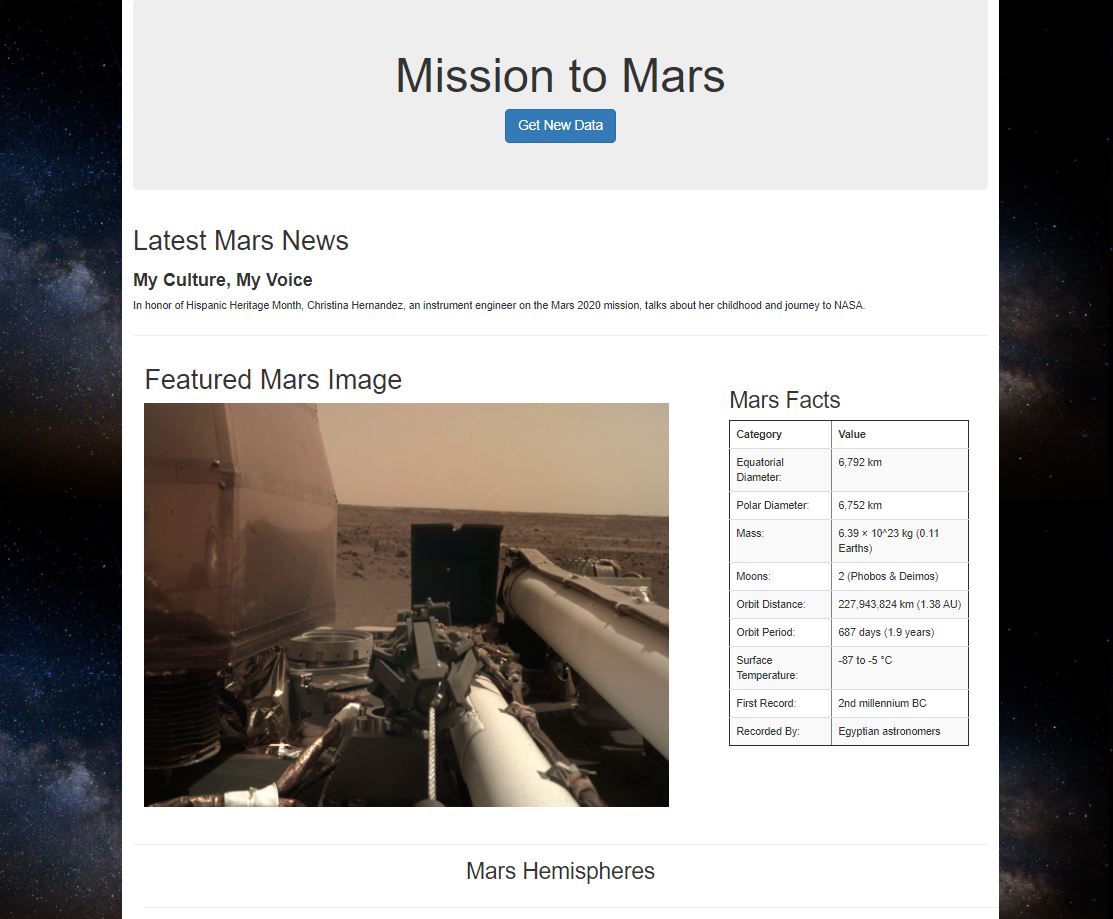 Mission to Mars
Get New Data
Latest Mars News
My Culture, My Voice
In honor of Hispanic Heritage Month, Christina Hernandez, an instrument engineer on the Mars 2020 mission, talks about her childhood and journey to NASA.
Featured Mars Image
Mars Facts
Category Value
Equatorial 6,792 km
Diameter:
Polar Diameter: 6,752 km
Mass: 6.39 × 10^23 kg (0.11
Earths)
Moons: 2 (Phobos & Deimos)
Orbit Distance: 227,943,824 km (1.38 AU)
Orbit Period: 687 days (1.9 years)
Surface -87 to -5 °C
Temperature:
First Record: 2nd millennium BC
Recorded By: Egyptian astronomers
Mars Hemispheres